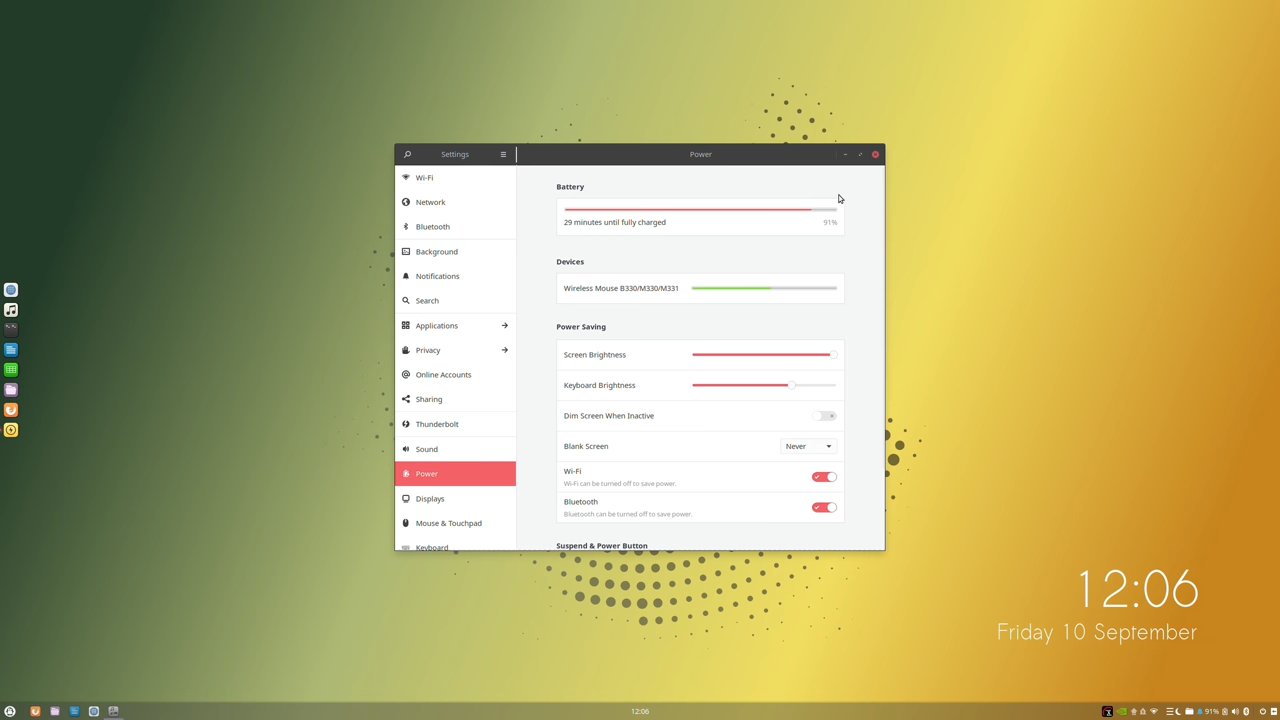 Settings
Power
Wi-Fi
Network
Bluetooth
Background
Notifications
Search
Applications
Privacy
Online Accounts
Sharing
Thunderbolt
Sound
Power
Displays
Mouse & Touchpad
Keyboard
Battery
29 minutes until fully charged 91%
Devices
Wireless Mouse B330/M330/M331
Power Saving
Screen Brightness
Keyboard Brightness
Dim Screen When Inactive
Blank Screen Never
Wi-Fi
Wi-Fi can be turned off to save power.
Bluetooth
Bluetooth can be turned off to save power.
Suspend & Power Button
12:06
Friday 10 September
12:06
91%